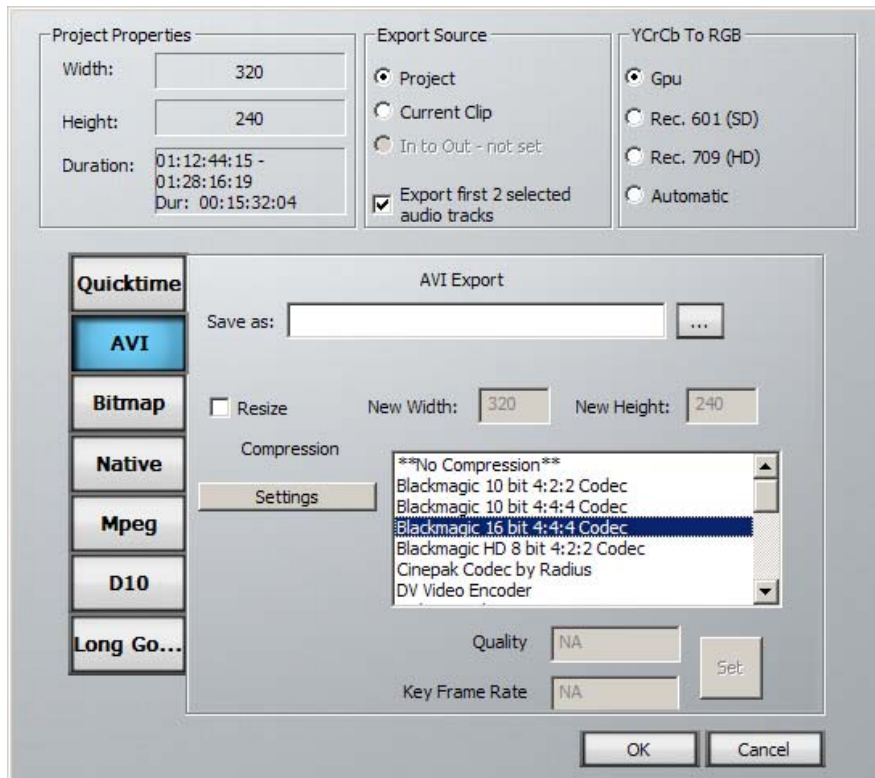 Project Properties
Width:
320
Height:
240
Duration:
01:12:44:15 -
01:28:16:19
Dur: 00:15:32:04
Export Source
Project
Current Clip
In to Out - not set
Export first 2 selected
audio tracks
YCrCb To RGB
Gpu
Rec. 601 (SD)
Rec. 709 (HD)
Automatic
Quicktime
AVI
Bitmap
Native
Mpeg
D10
Long Go...
AVI Export
Save as:
...
Resize
New Width:
320
New Height:
240
Compression
Settings
**No Compression**
Blackmagic 10 bit 4:2:2 Codec
Blackmagic 10 bit 4:4:4 Codec
Blackmagic 16 bit 4:4:4 Codec
Blackmagic HD 8 bit 4:2:2 Codec
Cinepak Codec by Radius
DV Video Encoder
Quality
NA
Key Frame Rate
NA
Set
OK
Cancel